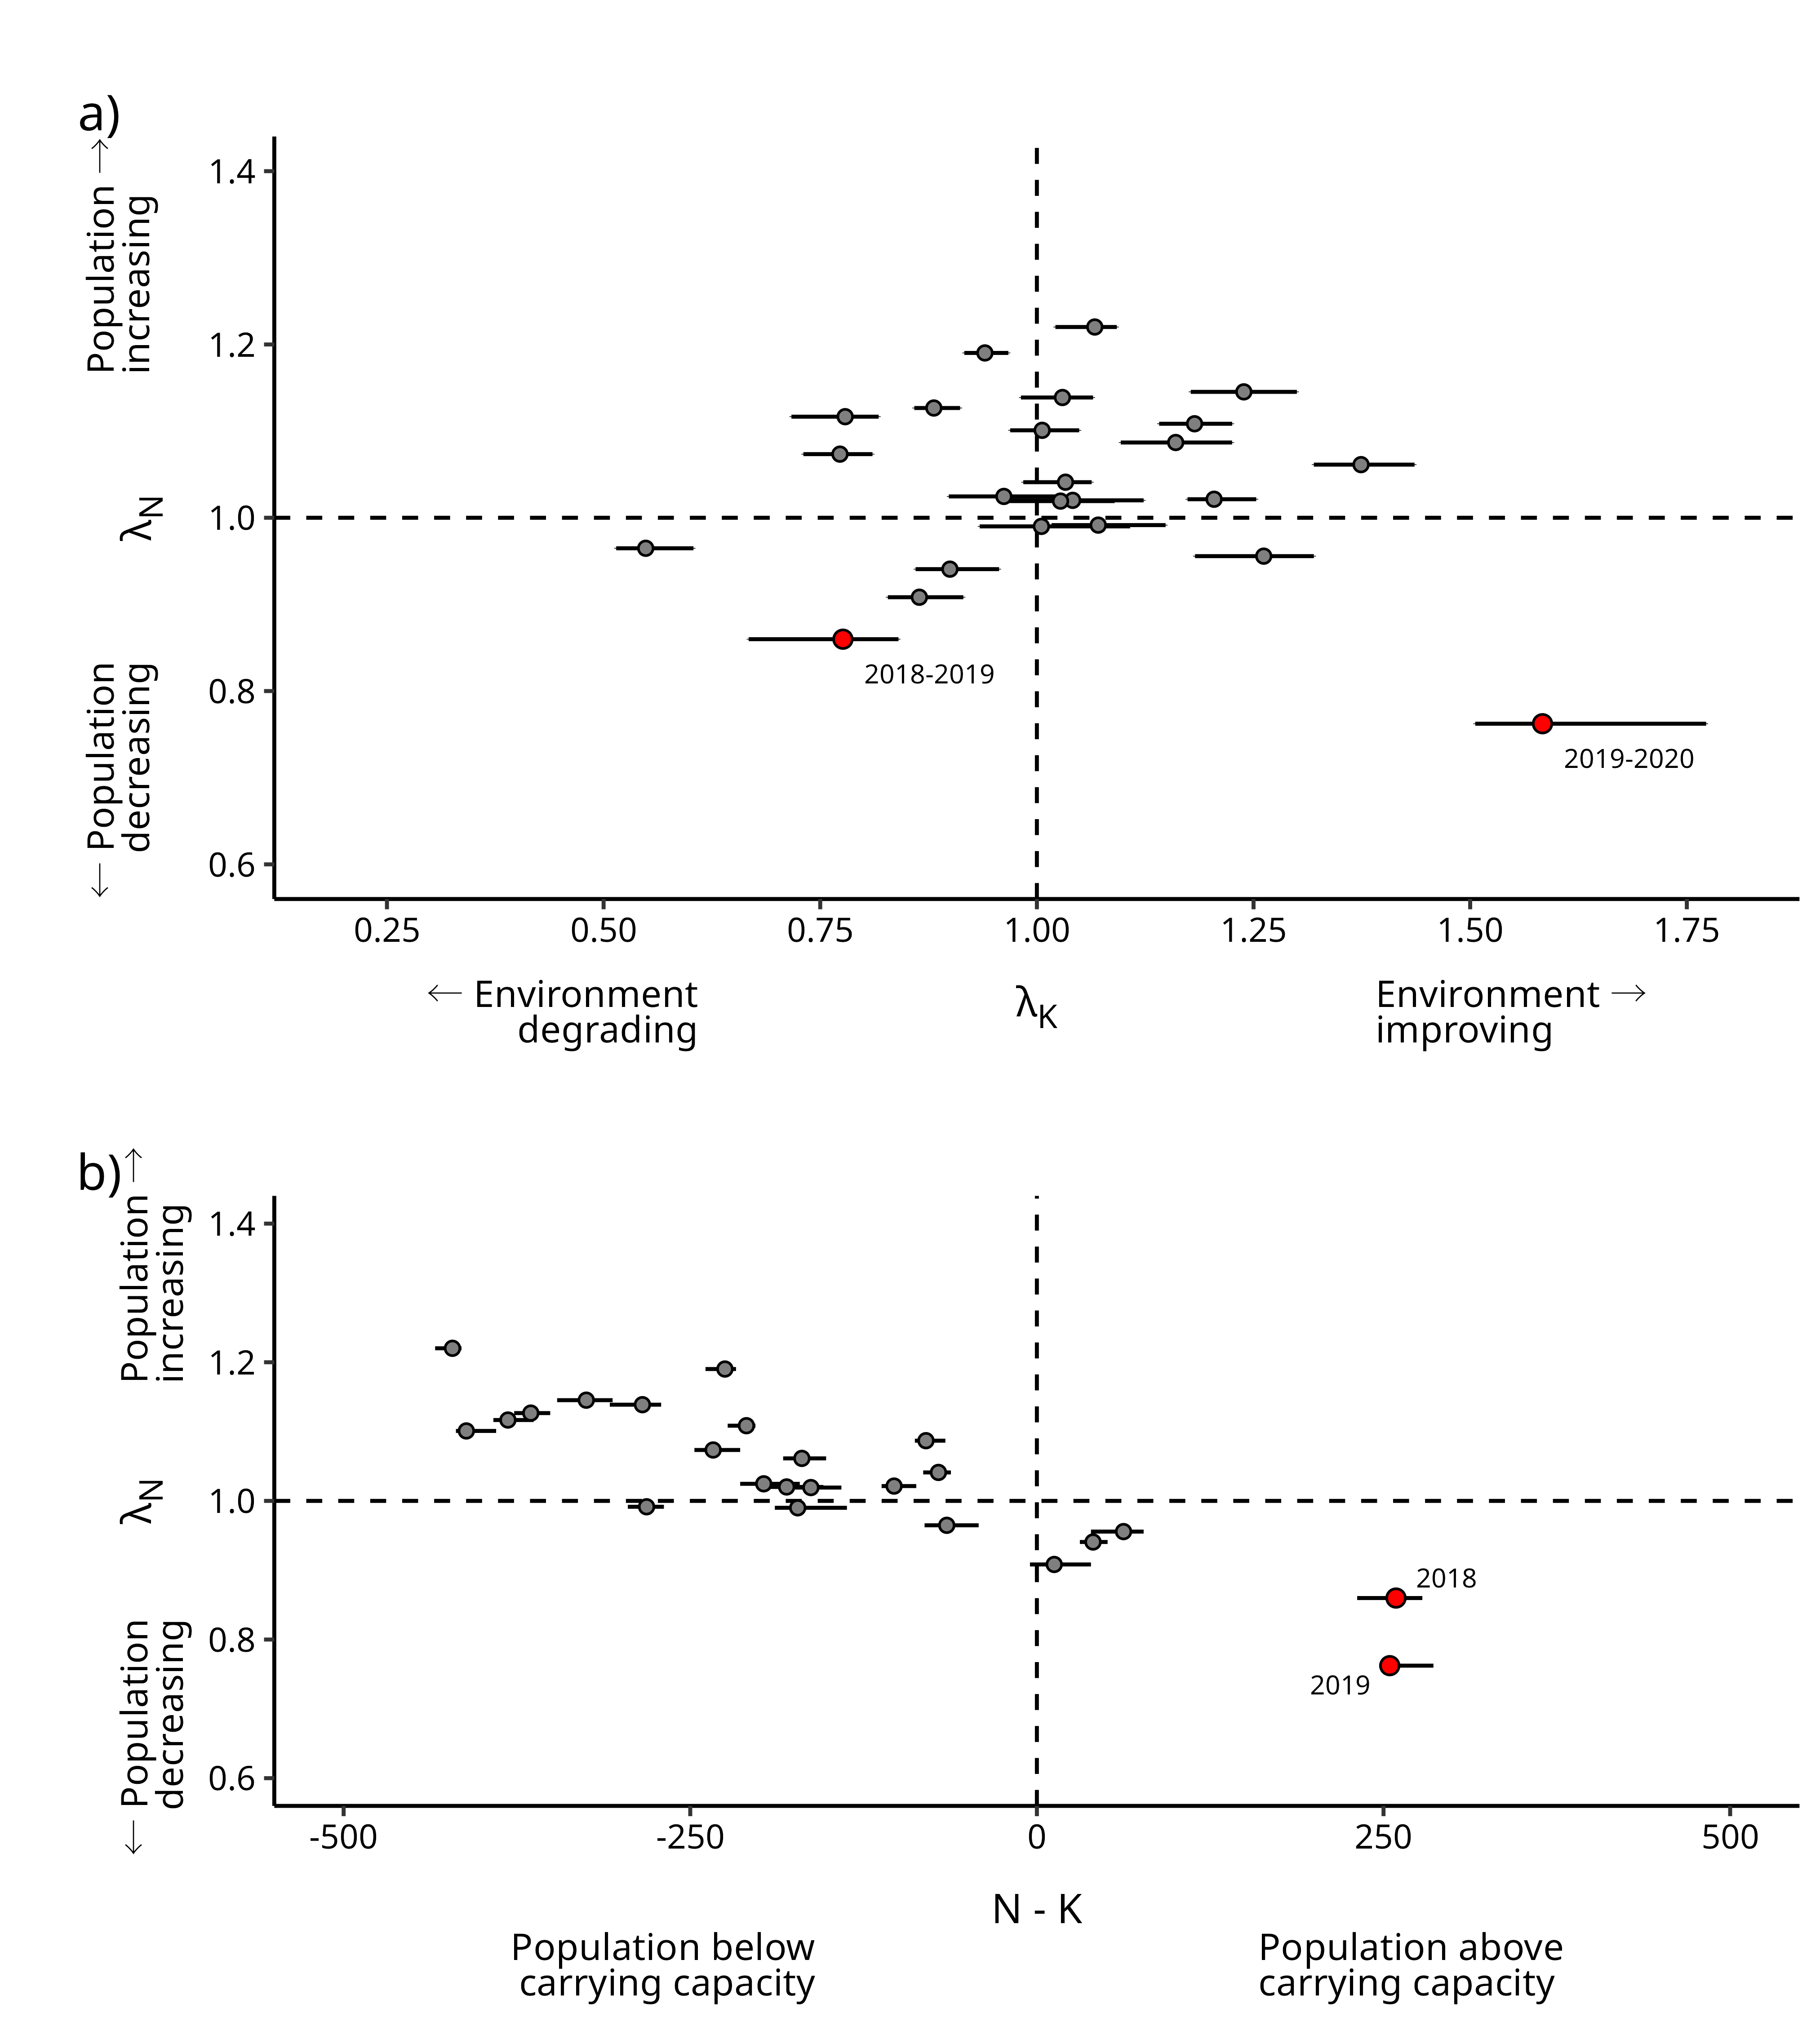 a)
Population →
increasing
λN
← Population
decreasing
1.4
1.2
1.0
0.8
0.6
2018-2019
2019-2020
0.25 0.50 0.75 1.00 1.25 1.50 1.75
← Environment
degrading
λK
Environment →
improving
b)
Population →
increasing
λN
← Population
decreasing
1.4
1.2
1.0
0.8
0.6
2018
2019
-500 -250 0 250 500
N - K
Population below
carrying capacity
Population above
carrying capacity